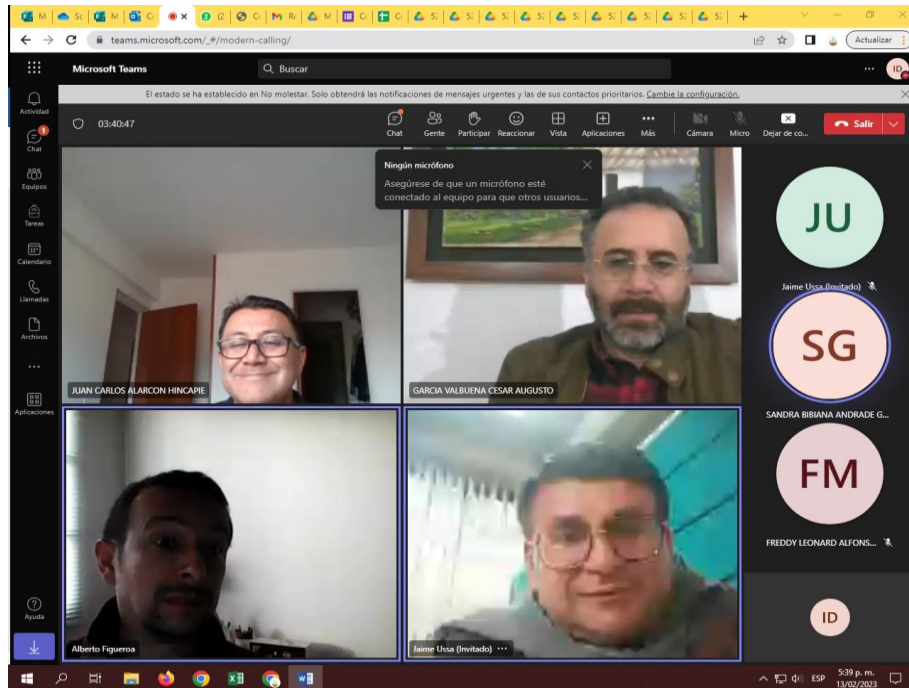 teams.microsoft.com/_#/modern-calling/
Actualizar
Microsoft Teams
Buscar
ID
El estado se ha establecido en No molestar. Solo obtendrá las notificaciones de mensajes urgentes y las de sus contactos prioritarios. Cambie la configuración.
Actividad
Chat
Equipos
Tareas
Calendario
Llamadas
Archivos
Aplicaciones
Ayuda
03:40:47
Chat
Gente
Participar
Reaccionar
Vista
Aplicaciones
Más
Cámara
Micro
Dejar de co...
Salir
Ningún micrófono
Asegúrese de que un micrófono esté
conectado al equipo para que otros usuarios...
JUAN CARLOS ALARCON HINCAPIE
GARCIA VALBUENA CESAR AUGUSTO
Alberto Figueroa
Jaime Ussa (Invitado)
JU
Jaime Ussa (Invitado)
SG
SANDRA BIBIANA ANDRADE G...
FM
FREDDY LEONARD ALFONS...
ID
ESP
5:39 p. m.
13/02/2023